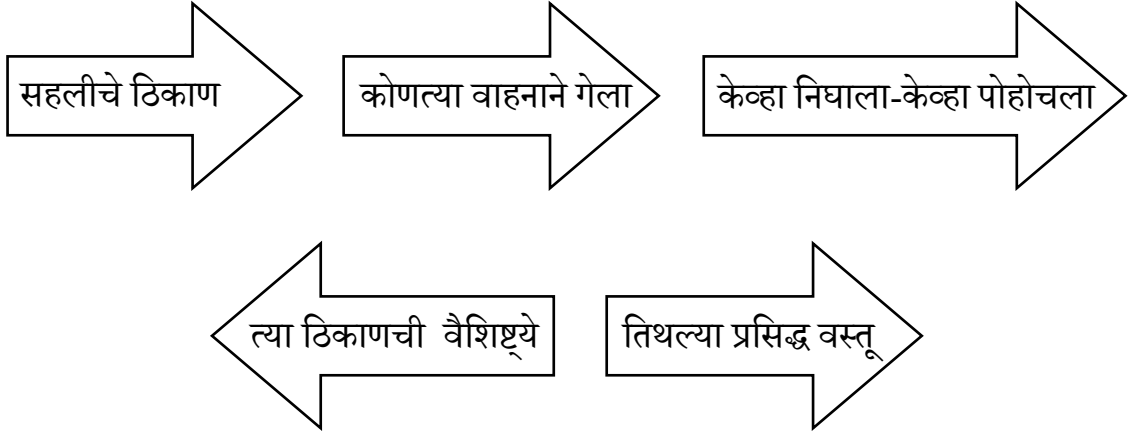 सहलीचे ठिकाण
कोणत्या वाहनाने गेला
केव्हा निघाला-केव्हा पोहोचला
त्या ठिकाणची वैशिष्ट्ये
तिथल्या प्रसिद्ध वस्तू